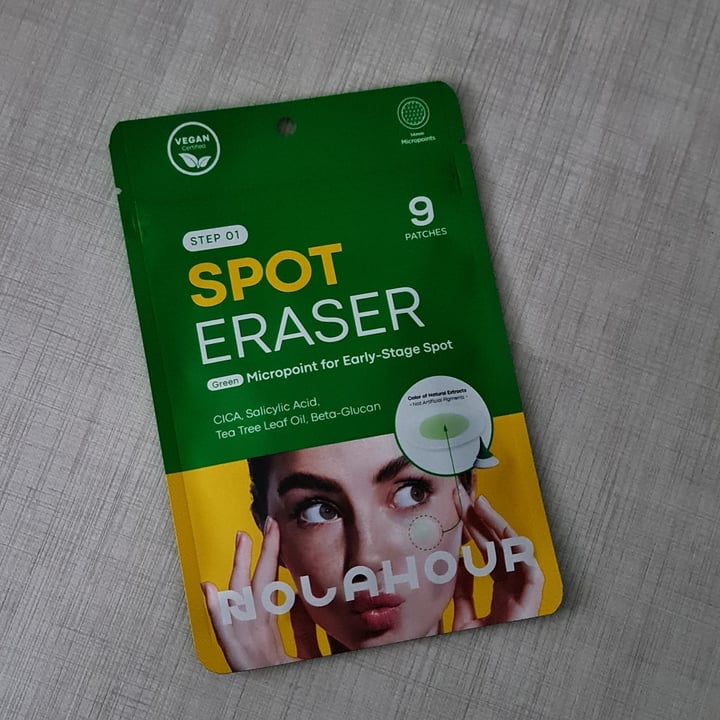 VEGAN
Certified
14mm
Micropoints
9
PATCHES
STEP 01
SPOT
ERASER
Green Micropoint for Early-Stage Spot
CICA, Salicylic Acid,
Tea Tree Leaf Oil, Beta-Glucan
Color of Natural Extracts
- Not Artificial Pigments -
NOLAHOUR